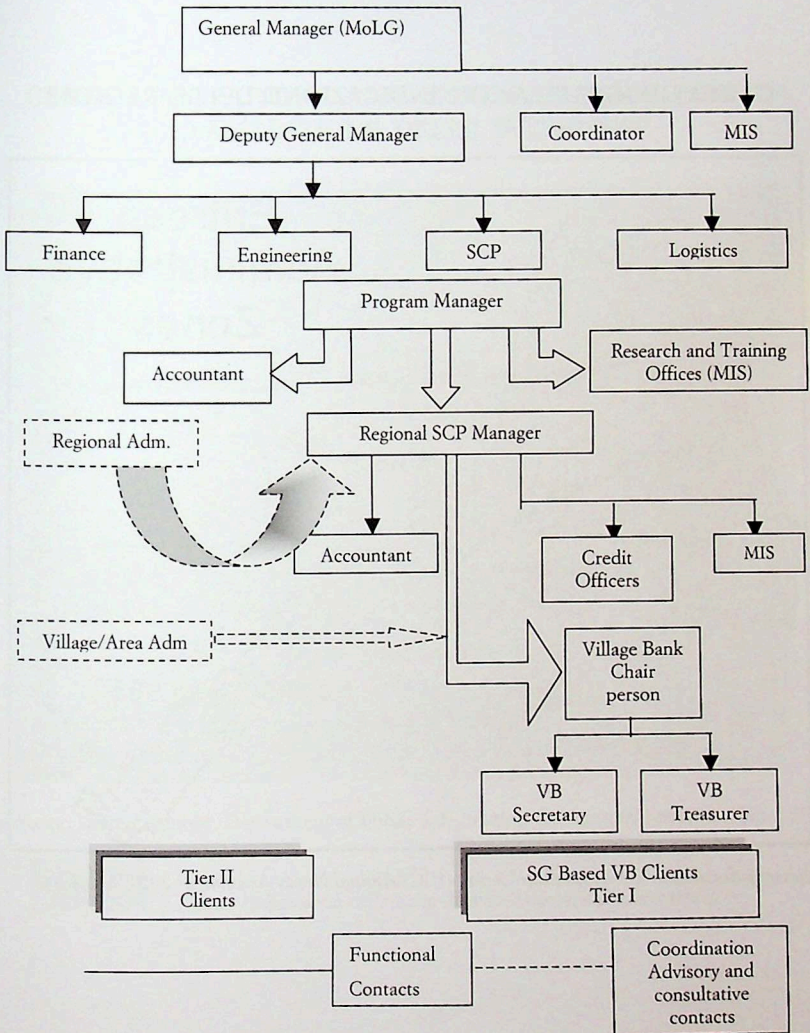 General Manager (MoLG)
Deputy General Manager
Coordinator
MIS
Finance
Engineering
SCP
Logistics
Program Manager
Accountant
Research and Training
Offices (MIS)
Regional Adm.
Regional SCP Manager
Accountant
Credit
Officers
MIS
Village/Area Adm
Village Bank
Chair
person
VB
Secretary
VB
Treasurer
Tier II
Clients
SG Based VB Clients
Tier I
Functional
Contacts
Coordination
Advisory and
consultative
contacts